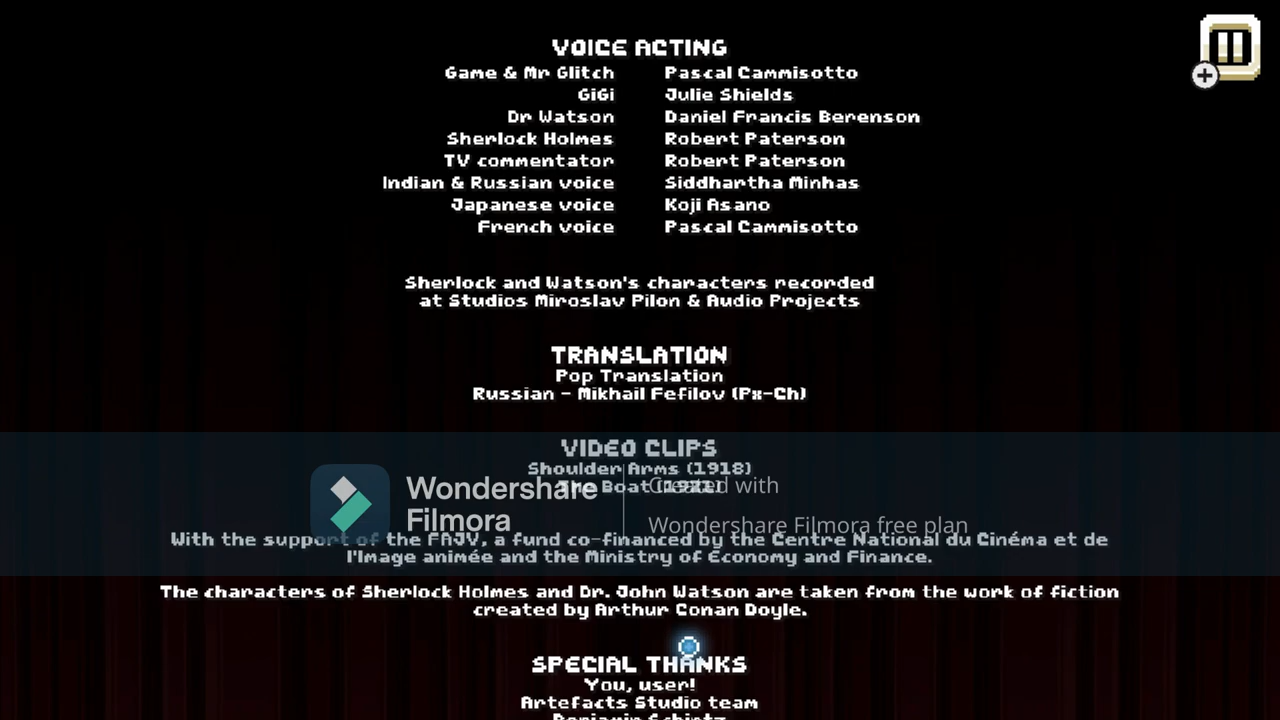 VOICE ACTING
Game & Mr Glitch Pascal Cammisotto
GiGi Julie Shields
Dr Watson Daniel Francis Berenson
Sherlock Holmes Robert Paterson
TV commentator Robert Paterson
Indian & Russian voice Siddhartha Minhas
Japanese voice Koji Asano
French voice Pascal Cammisotto
Sherlock and Watson's characters recorded
at Studios Miroslav Pilon & Audio Projects
TRANSLATION
Pop Translation
Russian - Mikhail Fefilov (Px-Ch)
VIDEO CLIPS
Shoulder Arms (1918)
The Boat (1921)
Wondershare
Filmora
Created with
Wondershare Filmora free plan
With the support of the FAJV, a fund co-financed by the Centre National du Cinéma et de
l'Image animée and the Ministry of Economy and Finance.
The characters of Sherlock Holmes and Dr. John Watson are taken from the work of fiction
created by Arthur Conan Doyle.
SPECIAL THANKS
You, user!
Artefacts Studio team